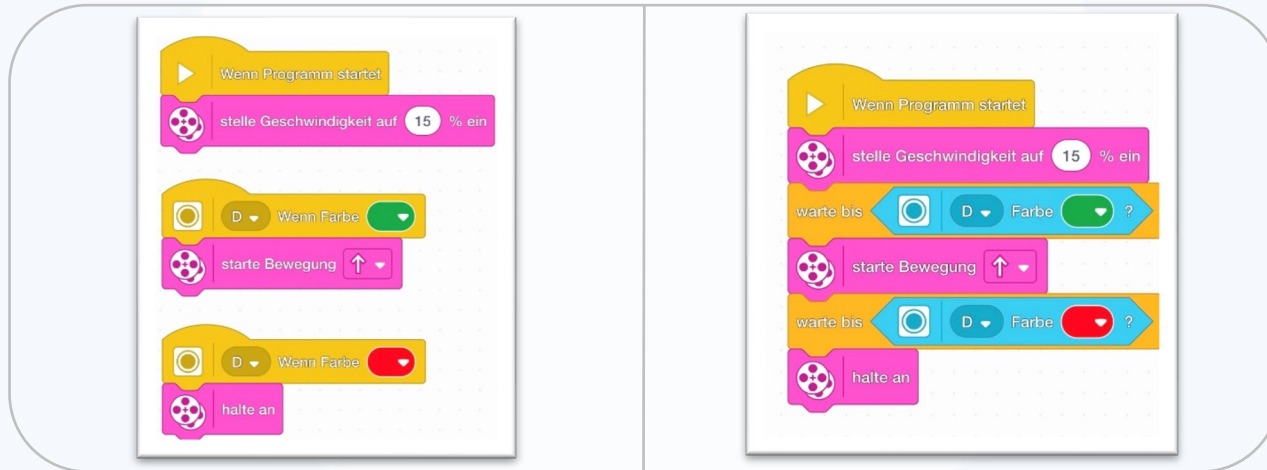 Wenn Programm startet
stelle Geschwindigkeit auf 15 % ein
D Wenn Farbe
starte Bewegung
D Wenn Farbe
halte an
Wenn Programm startet
stelle Geschwindigkeit auf 15 % ein
warte bis D Farbe ?
starte Bewegung
warte bis D Farbe ?
halte an